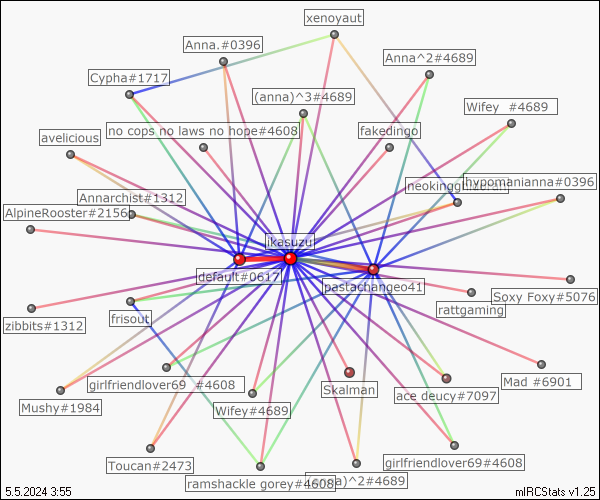 xenoyaut
Anna.#0396
Anna^2#4689
Cypha#1717
(anna)^3#4689
Wifey #4689
no cops no laws no hope#4608
fakedingo
avelicious
hypomanianna#0396
Annarchist#1312
AlpineRooster#2156
ikasuzu
default#0617
pastachangeo41
Soxy Foxy#5076
rattgaming
frisout
zibbits#1312
girlfriendlover69 #4608
Skalman
Mad #6901
ace deucy#7097
Mushy#1984
Wifey#4689
Toucan#2473
girlfriendlover69#4608
ramshackle gorey#4608
)^2#4689
5.5.2024 3:55
mIRCStats v1.25